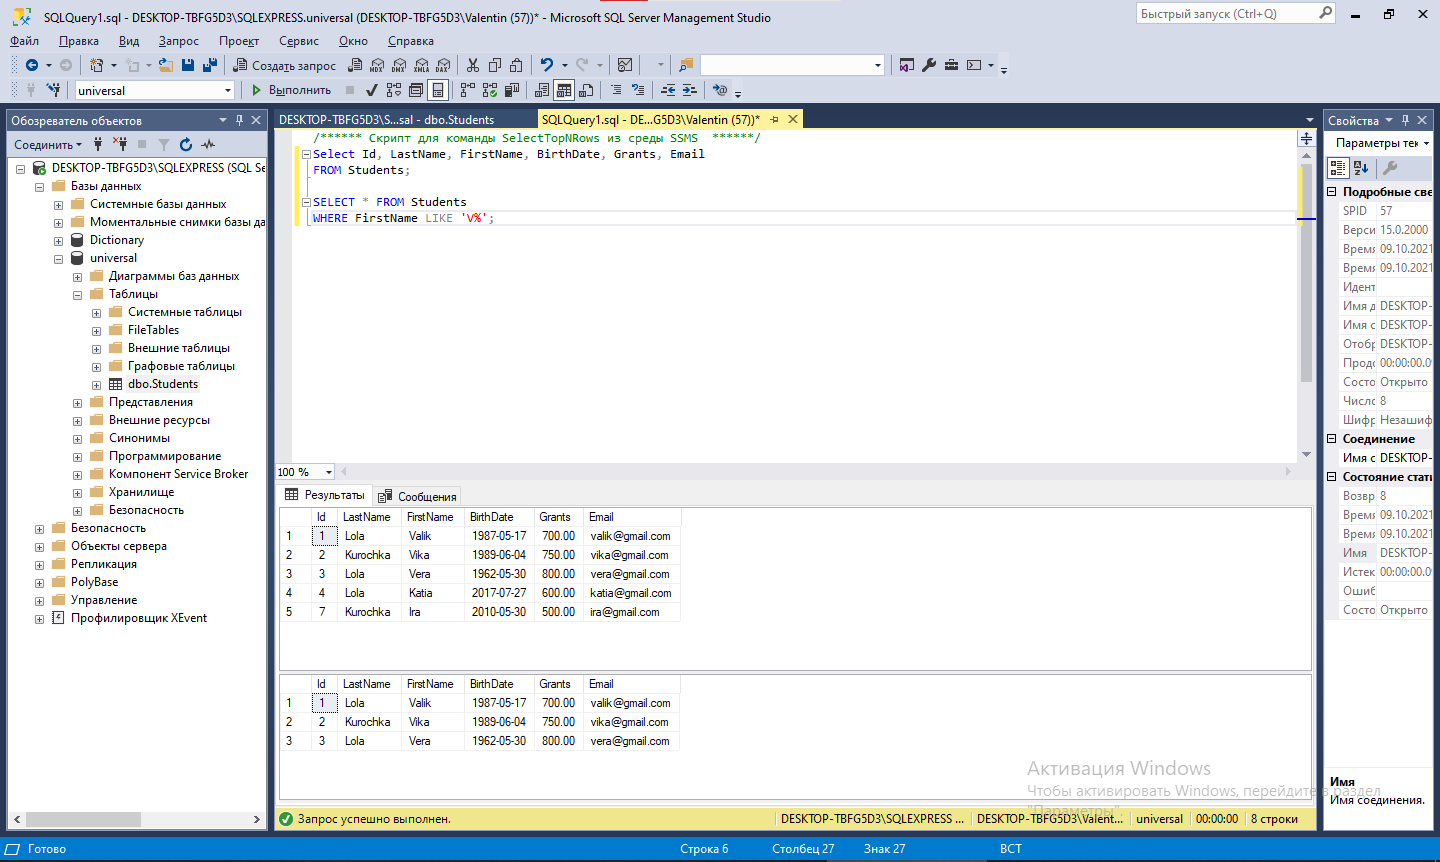 SQLQuery1.sql - DESKTOP-TBFG5D3\SQLEXPRESS.universal (DESKTOP-TBFG5D3\Valentin (57))* - Microsoft SQL Server Management Studio
Быстрый запуск (Ctrl+Q)
Файл Правка Вид Запрос Проект Сервис Окно Справка
Создать запрос
MDX DMX XMLA DAX
universal
Выполнить
Обозреватель объектов
Соединить
DESKTOP-TBFG5D3\SQLEXPRESS (SQL Se
Базы данных
Системные базы данных
Моментальные снимки базы да
Dictionary
universal
Диаграммы баз данных
Таблицы
Системные таблицы
FileTables
Внешние таблицы
Графовые таблицы
dbo.Students
Представления
Внешние ресурсы
Синонимы
Программирование
Компонент Service Broker
Хранилище
Безопасность
Безопасность
Объекты сервера
Репликация
PolyBase
Управление
Профилировщик XEvent
DESKTOP-TBFG5D3\S...sal - dbo.Students
SQLQuery1.sql - DE...G5D3\Valentin (57))*
/****** Скрипт для команды SelectTopNRows из среды SSMS  ******/
Select Id, LastName, FirstName, BirthDate, Grants, Email
FROM Students;
SELECT * FROM Students
WHERE FirstName LIKE 'V%';
100 %
Результаты Сообщения
Id LastName FirstName BirthDate Grants Email
1 1 Lola Valik 1987-05-17 700.00 valik@gmail.com
2 2 Kurochka Vika 1989-06-04 750.00 vika@gmail.com
3 3 Lola Vera 1962-05-30 800.00 vera@gmail.com
4 4 Lola Katia 2017-07-27 600.00 katia@gmail.com
5 7 Kurochka Ira 2010-05-30 500.00 ira@gmail.com
Id LastName FirstName BirthDate Grants Email
1 1 Lola Valik 1987-05-17 700.00 valik@gmail.com
2 2 Kurochka Vika 1989-06-04 750.00 vika@gmail.com
3 3 Lola Vera 1962-05-30 800.00 vera@gmail.com
Запрос успешно выполнен.
DESKTOP-TBFG5D3\SQLEXPRESS ... DESKTOP-TBFG5D3\Valent... universal 00:00:00 8 строки
Свойства
Параметры тек
Подробные све
SPID 57
Верси 15.0.2000
Время 09.10.2021
Время 09.10.2021
Идент
Имя д DESKTOP-
Имя с DESKTOP-
Отобр DESKTOP-
Продо 00:00:00.0
Состо Открыто
Число 8
Шифр Незашиф
Соединение
Имя с DESKTOP-
Состояние стати
Возвр 8
Время 09.10.2021
Время 09.10.2021
Имя DESKTOP-
Истек 00:00:00.0
Ошиб
Состо Открыто
Имя
Имя соединения.
Активация Windows
Чтобы активировать Windows, перейдите в раздел
"Параметры".
Готово
Строка 6 Столбец 27 Знак 27 ВСТ